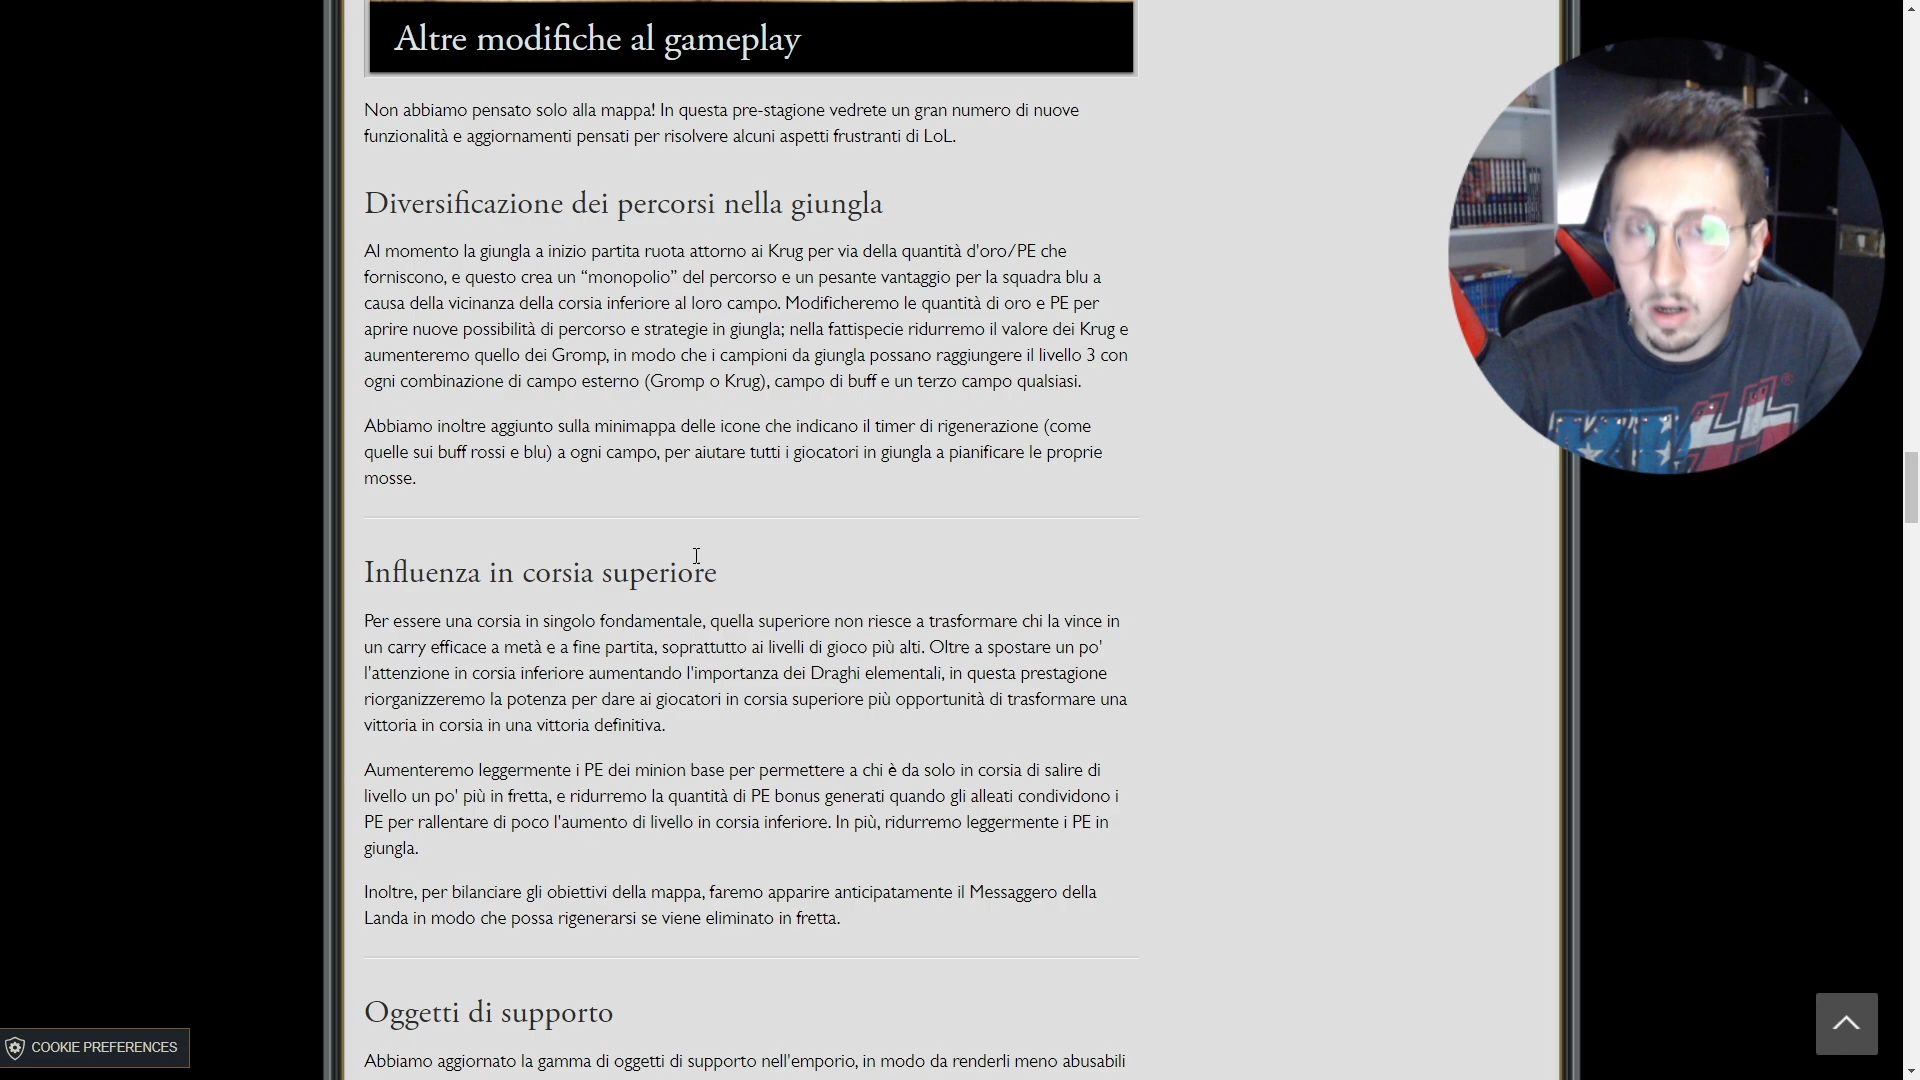 Altre modifiche al gameplay
Non abbiamo pensato solo alla mappa! In questa pre-stagione vedrete un gran numero di nuove
funzionalità e aggiornamenti pensati per risolvere alcuni aspetti frustranti di LoL.
Diversificazione dei percorsi nella giungla
Al momento la giungla a inizio partita ruota attorno ai Krug per via della quantità d'oro/PE che
forniscono, e questo crea un “monopolio” del percorso e un pesante vantaggio per la squadra blu a
causa della vicinanza della corsia inferiore al loro campo. Modificheremo le quantità di oro e PE per
aprire nuove possibilità di percorso e strategie in giungla; nella fattispecie ridurremo il valore dei Krug e
aumenteremo quello dei Gromp, in modo che i campioni da giungla possano raggiungere il livello 3 con
ogni combinazione di campo esterno (Gromp o Krug), campo di buff e un terzo campo qualsiasi.
Abbiamo inoltre aggiunto sulla minimappa delle icone che indicano il timer di rigenerazione (come
quelle sui buff rossi e blu) a ogni campo, per aiutare tutti i giocatori in giungla a pianificare le proprie
mosse.
Influenza in corsia superiore
Per essere una corsia in singolo fondamentale, quella superiore non riesce a trasformare chi la vince in
un carry efficace a metà e a fine partita, soprattutto ai livelli di gioco più alti. Oltre a spostare un po'
l'attenzione in corsia inferiore aumentando l'importanza dei Draghi elementali, in questa prestagione
riorganizzeremo la potenza per dare ai giocatori in corsia superiore più opportunità di trasformare una
vittoria in corsia in una vittoria definitiva.
Aumenteremo leggermente i PE dei minion base per permettere a chi è da solo in corsia di salire di
livello un po' più in fretta, e ridurremo la quantità di PE bonus generati quando gli alleati condividono i
PE per rallentare di poco l'aumento di livello in corsia inferiore. In più, ridurremo leggermente i PE in
giungla.
Inoltre, per bilanciare gli obiettivi della mappa, faremo apparire anticipatamente il Messaggero della
Landa in modo che possa rigenerarsi se viene eliminato in fretta.
Oggetti di supporto
Abbiamo aggiornato la gamma di oggetti di supporto nell'emporio, in modo da renderli meno abusabili
COOKIE PREFERENCES